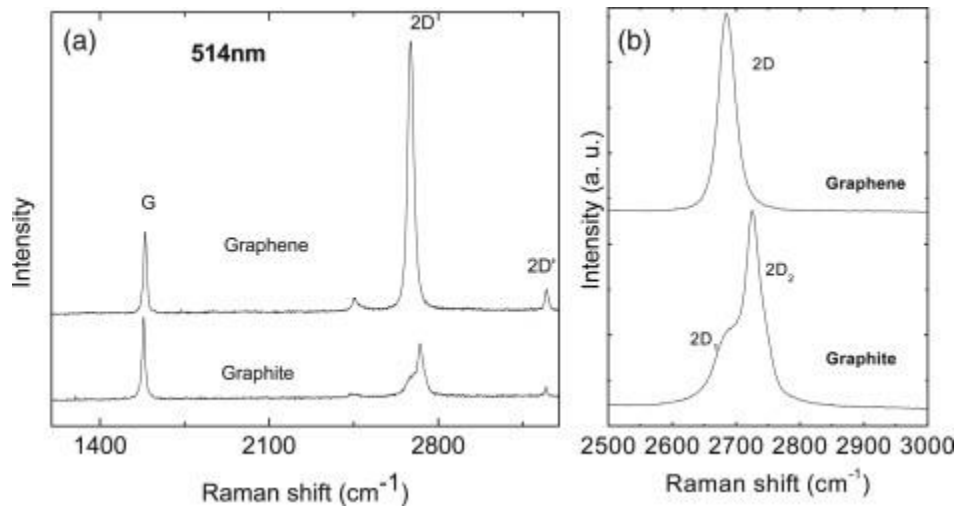 (a)
514nm
2D
G
Graphene
2D'
Graphite
Intensity
1400 2100 2800
Raman shift (cm-1)
(b)
2D
Graphene
2D2
2D1
Graphite
Intensity (a. u.)
2500 2600 2700 2800 2900 3000
Raman shift (cm-1)